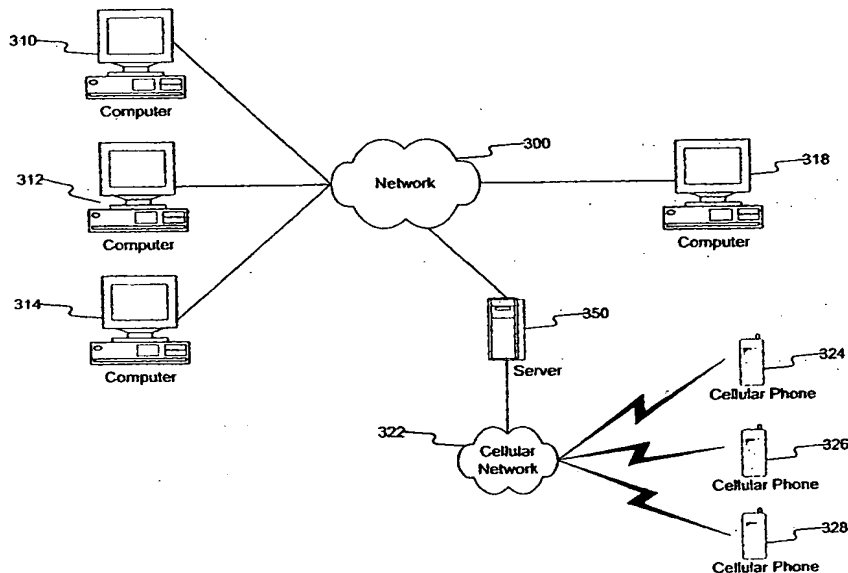 310
Computer
300
318
Network
312
Computer
Computer
314
350
324
Computer
Server
Cellular Phone
322
Cellular
Network
326
Cellular Phone
328
Cellular Phone